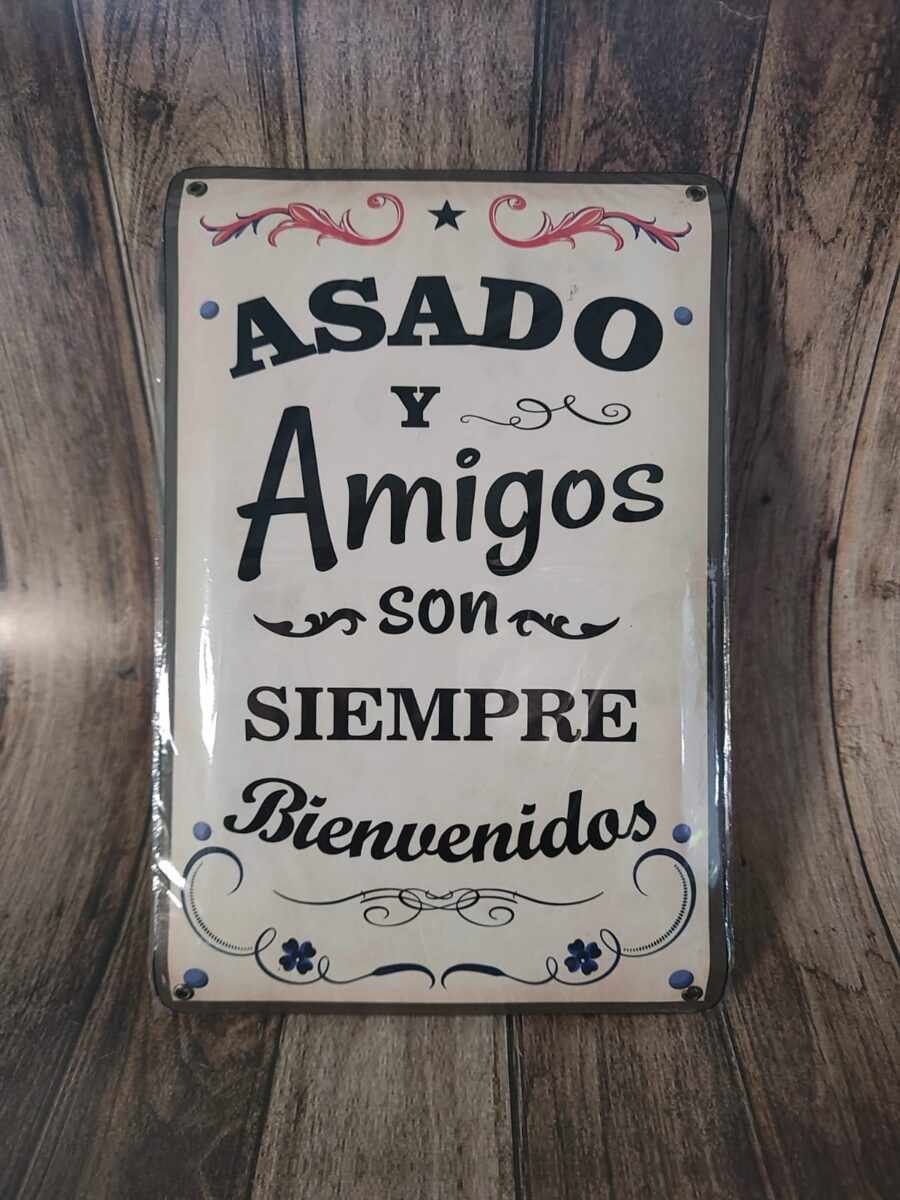 ASADO
Y
Amigos
son
SIEMPRE
Bienvenidos